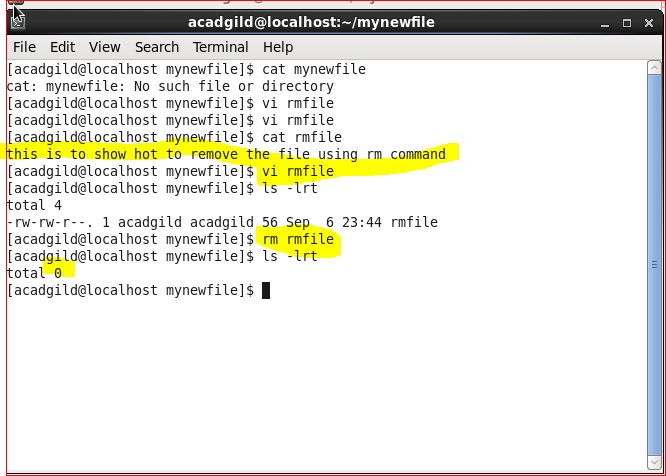 acadgild@localhost:~/mynewfile
File Edit View Search Terminal Help
[acadgild@localhost mynewfile]$ cat mynewfile
cat: mynewfile: No such file or directory
[acadgild@localhost mynewfile]$ vi rmfile
[acadgild@localhost mynewfile]$ vi rmfile
[acadgild@localhost mynewfile]$ cat rmfile
this is to show hot to remove the file using rm command
[acadgild@localhost mynewfile]$ vi rmfile
[acadgild@localhost mynewfile]$ ls -lrt
total 4
-rw-rw-r--. 1 acadgild acadgild 56 Sep  6 23:44 rmfile
[acadgild@localhost mynewfile]$ rm rmfile
[acadgild@localhost mynewfile]$ ls -lrt
total 0
[acadgild@localhost mynewfile]$